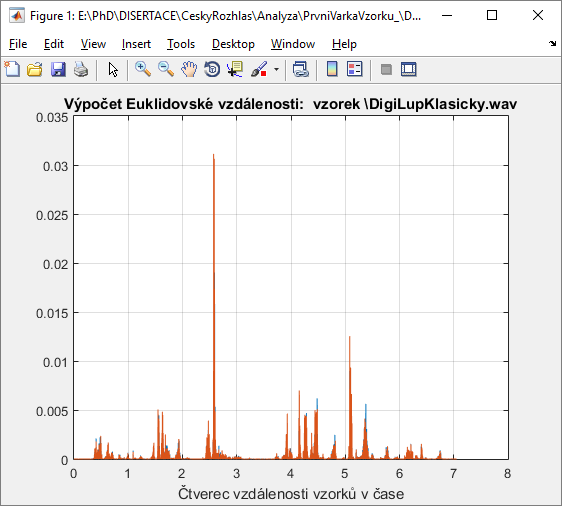 Figure 1: E:\PhD\DISERTACE\CeskyRozhlas\Analyza\PrvniVarkaVzorku_\D...
File Edit View Insert Tools Desktop Window Help
Výpočet Euklidovské vzdálenosti: vzorek \DigiLupKlasicky.wav
0.035
0.03
0.025
0.02
0.015
0.01
0.005
0
0 1 2 3 4 5 6 7 8
Čtverec vzdálenosti vzorků v čase